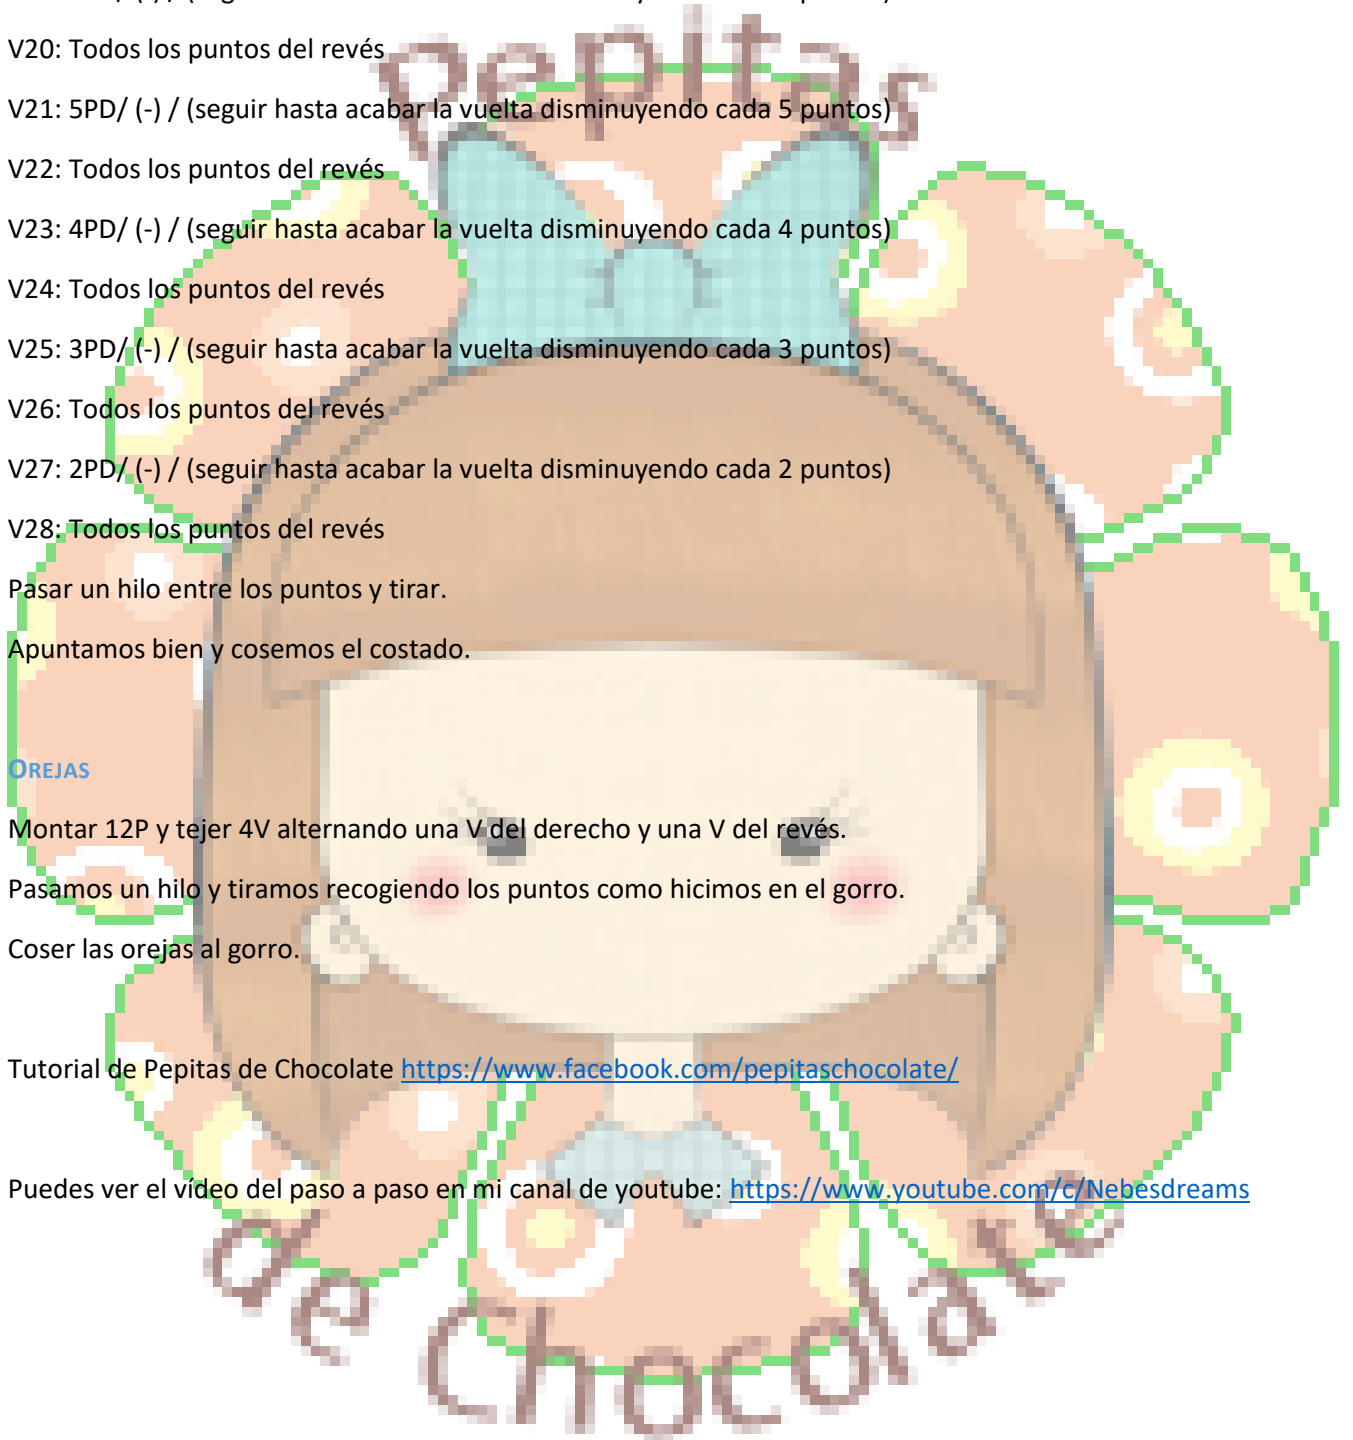 V20: Todos los puntos del revés
V21: 5PD/ (-) / (seguir hasta acabar la vuelta disminuyendo cada 5 puntos)
V22: Todos los puntos del revés
V23: 4PD/ (-) / (seguir hasta acabar la vuelta disminuyendo cada 4 puntos)
V24: Todos los puntos del revés
V25: 3PD/ (-) / (seguir hasta acabar la vuelta disminuyendo cada 3 puntos)
V26: Todos los puntos del revés
V27: 2PD/ (-) / (seguir hasta acabar la vuelta disminuyendo cada 2 puntos)
V28: Todos los puntos del revés
Pasar un hilo entre los puntos y tirar.
Apuntamos bien y cosemos el costado.
OREJAS
Montar 12P y tejer 4V alternando una V del derecho y una V del revés.
Pasamos un hilo y tiramos recogiendo los puntos como hicimos en el gorro.
Coser las orejas al gorro.
Tutorial de Pepitas de Chocolate https://www.facebook.com/pepitaschocolate/
Puedes ver el vídeo del paso a paso en mi canal de youtube: https://www.youtube.com/c/Nebesdreams
Pepitas
de Chocolate